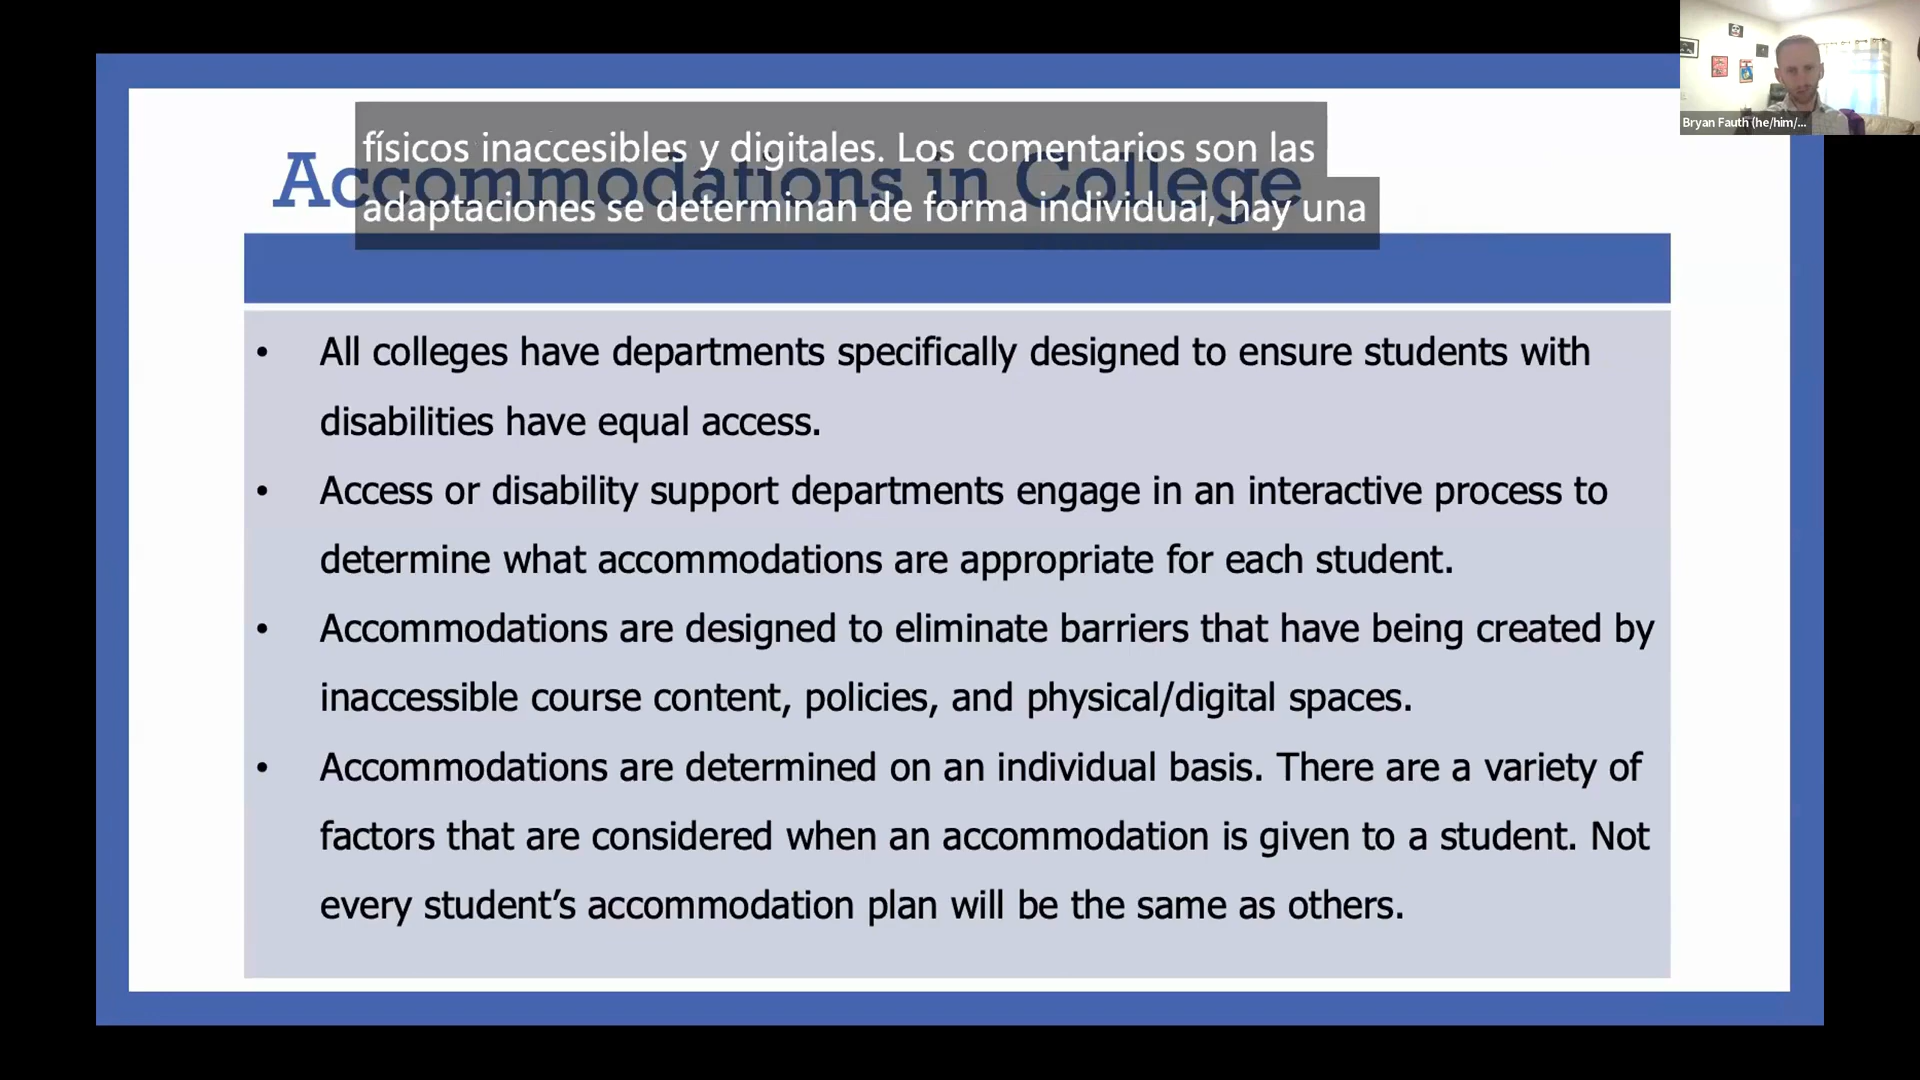 físicos inaccesibles y digitales. Los comentarios son las
adaptaciones se determinan de forma individual, hay una
Accommodations in College
• All colleges have departments specifically designed to ensure students with
disabilities have equal access.
• Access or disability support departments engage in an interactive process to
determine what accommodations are appropriate for each student.
• Accommodations are designed to eliminate barriers that have being created by
inaccessible course content, policies, and physical/digital spaces.
• Accommodations are determined on an individual basis. There are a variety of
factors that are considered when an accommodation is given to a student. Not
every student’s accommodation plan will be the same as others.
Bryan Fauth (he/him/...